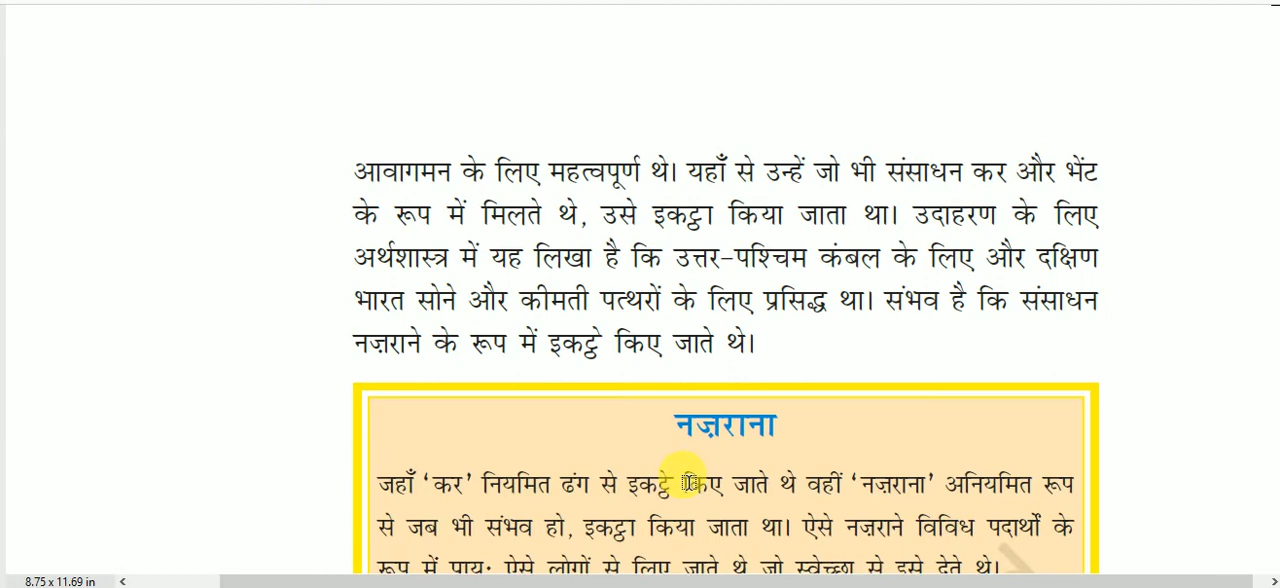 आवागमन के लिए महत्वपूर्ण थे। यहाँ से उन्हें जो भी संसाधन कर और भेंट
के रूप में मिलते थे, उसे इकट्ठा किया जाता था। उदाहरण के लिए
अर्थशास्त्र में यह लिखा है कि उत्तर-पश्चिम कंबल के लिए और दक्षिण
भारत सोने और कीमती पत्थरों के लिए प्रसिद्ध था। संभव है कि संसाधन
नज़राने के रूप में इकट्ठे किए जाते थे।
नज़राना
जहाँ ‘कर’ नियमित ढंग से इकट्ठे किए जाते थे वहीं ‘नज़राना’ अनियमित रूप
से जब भी संभव हो, इकट्ठा किया जाता था। ऐसे नज़राने विविध पदार्थों के
रूप में प्राय: ऐसे लोगों से लिए जाते थे जो स्वेच्छा से इसे देते थे।
8.75 x 11.69 in